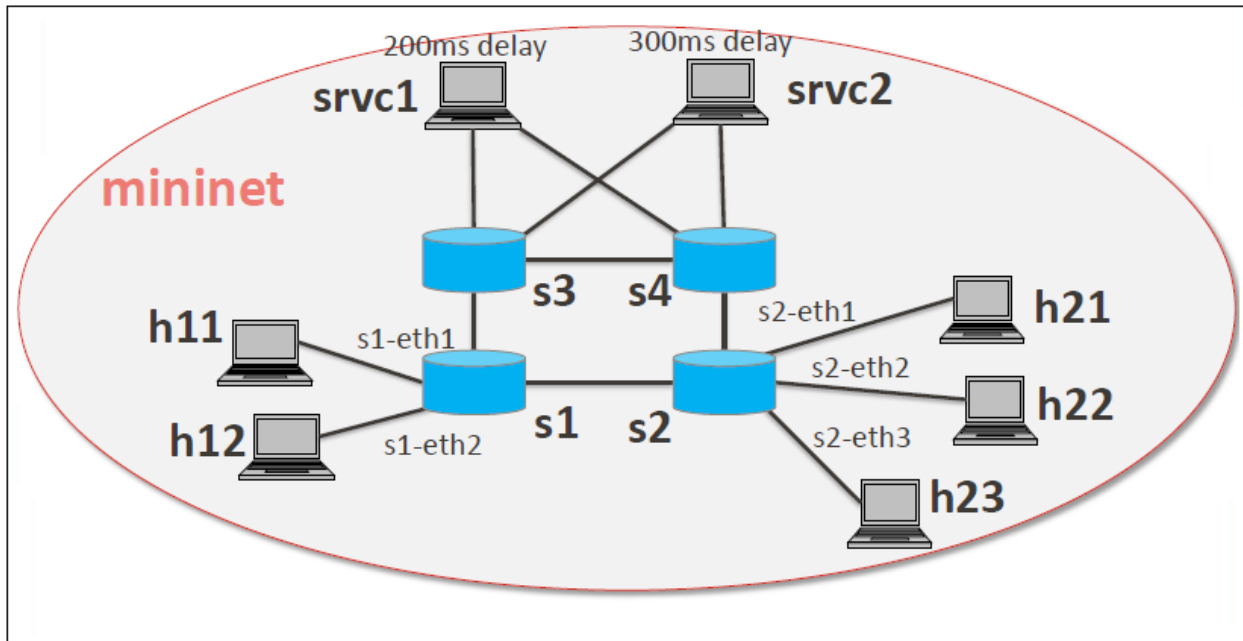 200ms delay
300ms delay
srvc1
srvc2
mininet
s3
s4
h11
s1-eth1
s2-eth1
h21
s2-eth2
h22
h12
s1-eth2
s1
s2
s2-eth3
h23